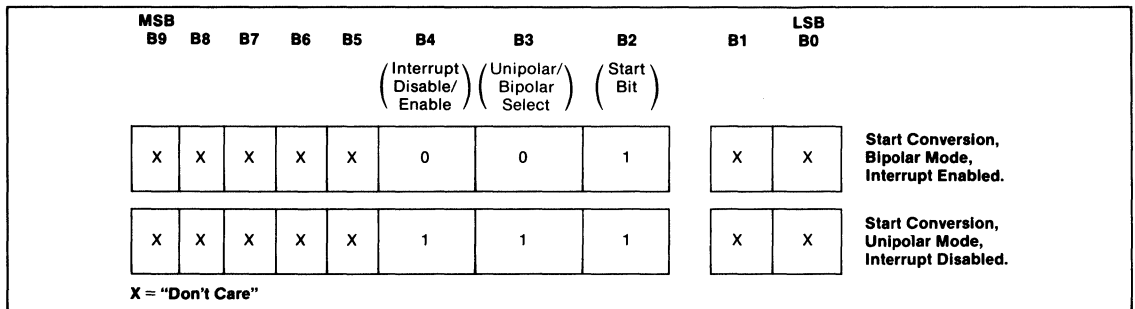 MSB LSB
B9 B8 B7 B6 B5 B4 B3 B2 B1 B0
(Interrupt Disable/ Enable) (Unipolar/ Bipolar Select) (Start Bit)
X X X X X 0 0 1 X X
Start Conversion,
Bipolar Mode,
Interrupt Enabled.
X X X X X 1 1 1 X X
Start Conversion,
Unipolar Mode,
Interrupt Disabled.
X = "Don't Care"